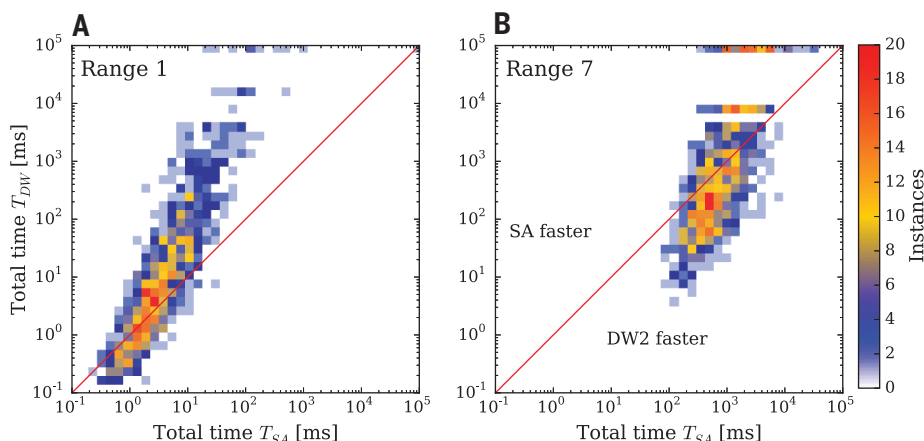 A
B
Range 1
Range 7
SA faster
DW2 faster
Total time T_DW [ms]
10^5
10^4
10^3
10^2
10^1
10^0
10^-1
10^-1 10^0 10^1 10^2 10^3 10^4 10^5
Total time T_SA [ms]
10^5
10^4
10^3
10^2
10^1
10^0
10^-1
10^-1 10^0 10^1 10^2 10^3 10^4 10^5
Total time T_SA [ms]
20
18
16
14
12
10
8
6
4
2
0
Instances